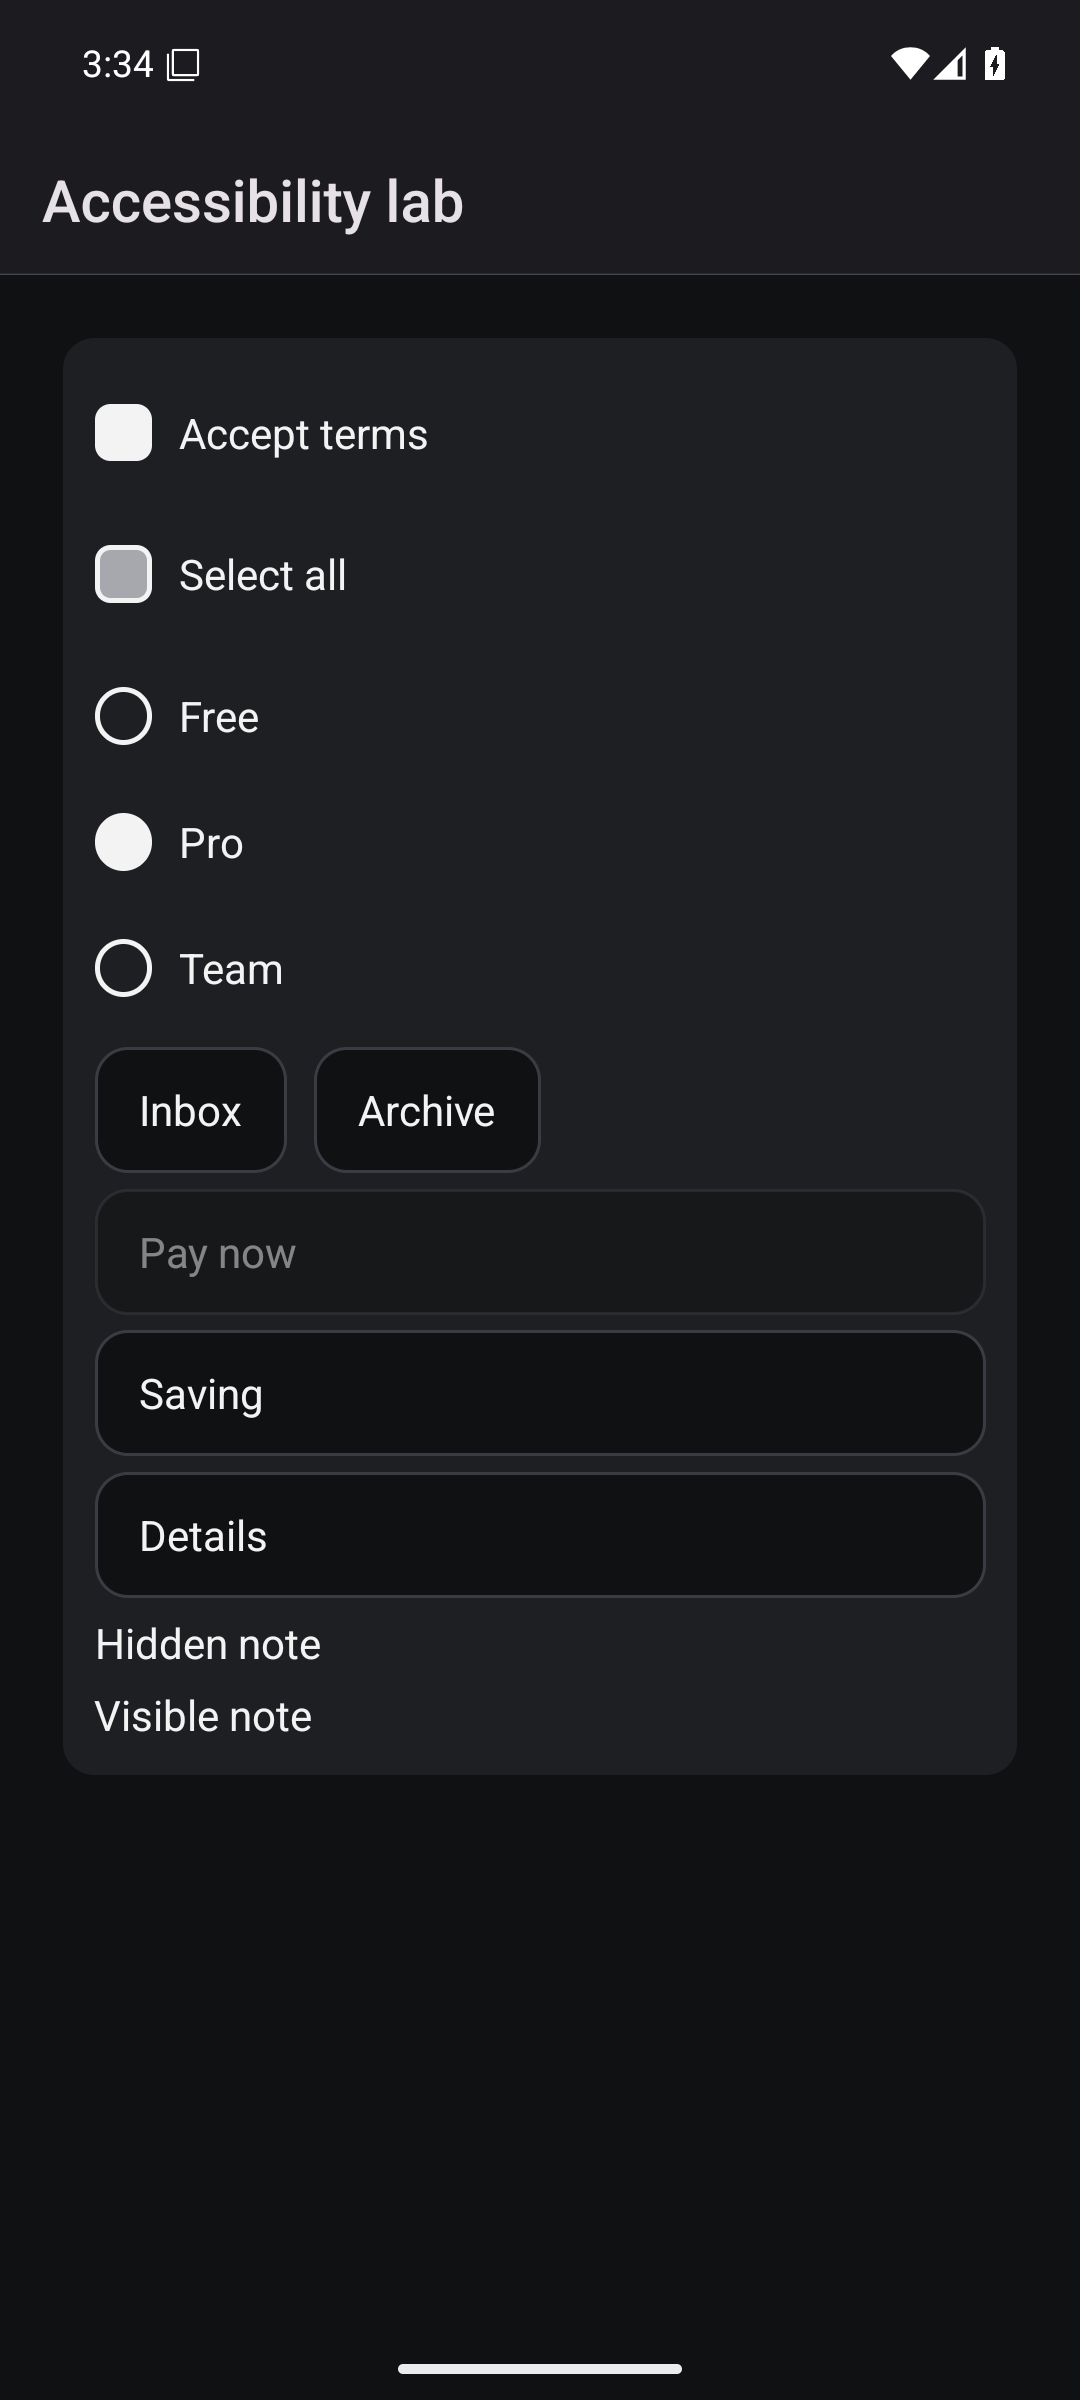 3:34
Accessibility lab
Accept terms
Select all
Free
Pro
Team
Inbox Archive
Pay now
Saving
Details
Hidden note
Visible note